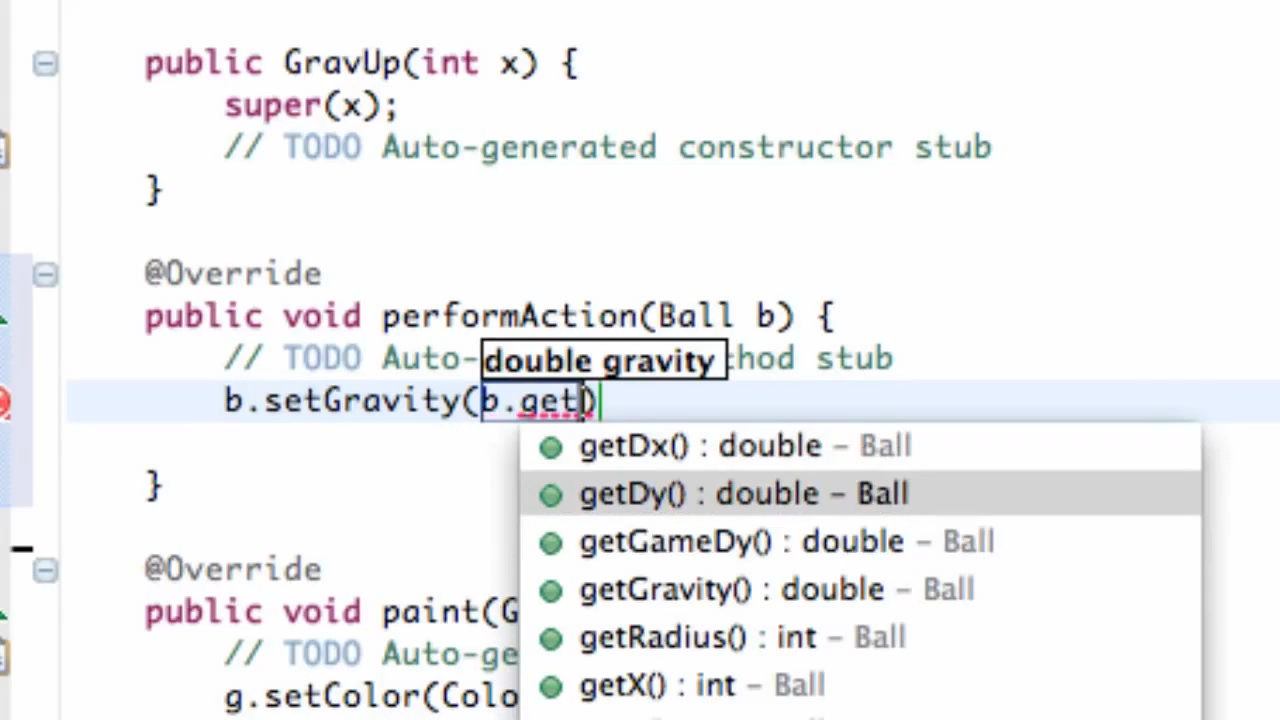 public GravUp(int x) {
super(x);
// TODO Auto-generated constructor stub
}
@Override
public void performAction(Ball b) {
// TODO Auto- double gravity thod stub
b.setGravity(b.get)
getDx() : double – Ball
}
getDy() : double – Ball
getGameDy() : double – Ball
@Override
getGravity() : double – Ball
public void paint(G
getRadius() : int – Ball
// TODO Auto-ge
getX() : int – Ball
g.setColor(Colo